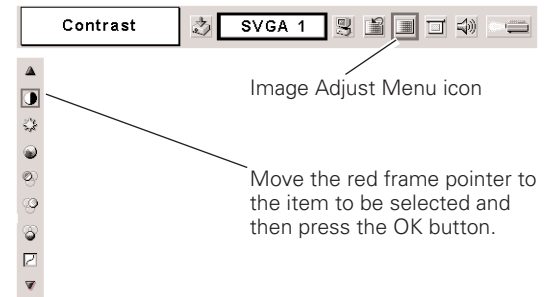 Contrast
SVGA 1
Image Adjust Menu icon
Move the red frame pointer to
the item to be selected and
then press the OK button.